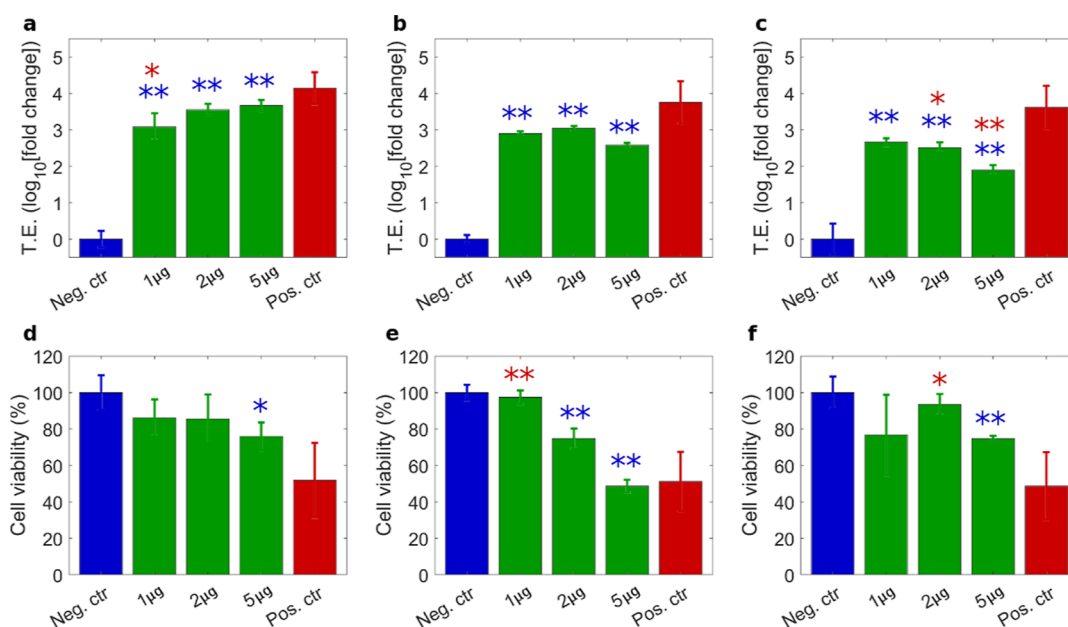 a
T.E. (log10[fold change])
5
4
3
2
1
0
*
** ** **
Neg. ctr 1µg 2µg 5µg Pos. ctr
b
T.E. (log10[fold change])
5
4
3
2
1
0
** ** **
Neg. ctr 1µg 2µg 5µg Pos. ctr
c
T.E. (log10[fold change])
5
4
3
2
1
0
* **
** ** **
Neg. ctr 1µg 2µg 5µg Pos. ctr
d
Cell viability (%)
120
100
80
60
40
20
0
*
Neg. ctr 1µg 2µg 5µg Pos. ctr
e
Cell viability (%)
120
100
80
60
40
20
0
** ** **
Neg. ctr 1µg 2µg 5µg Pos. ctr
f
Cell viability (%)
120
100
80
60
40
20
0
* **
Neg. ctr 1µg 2µg 5µg Pos. ctr